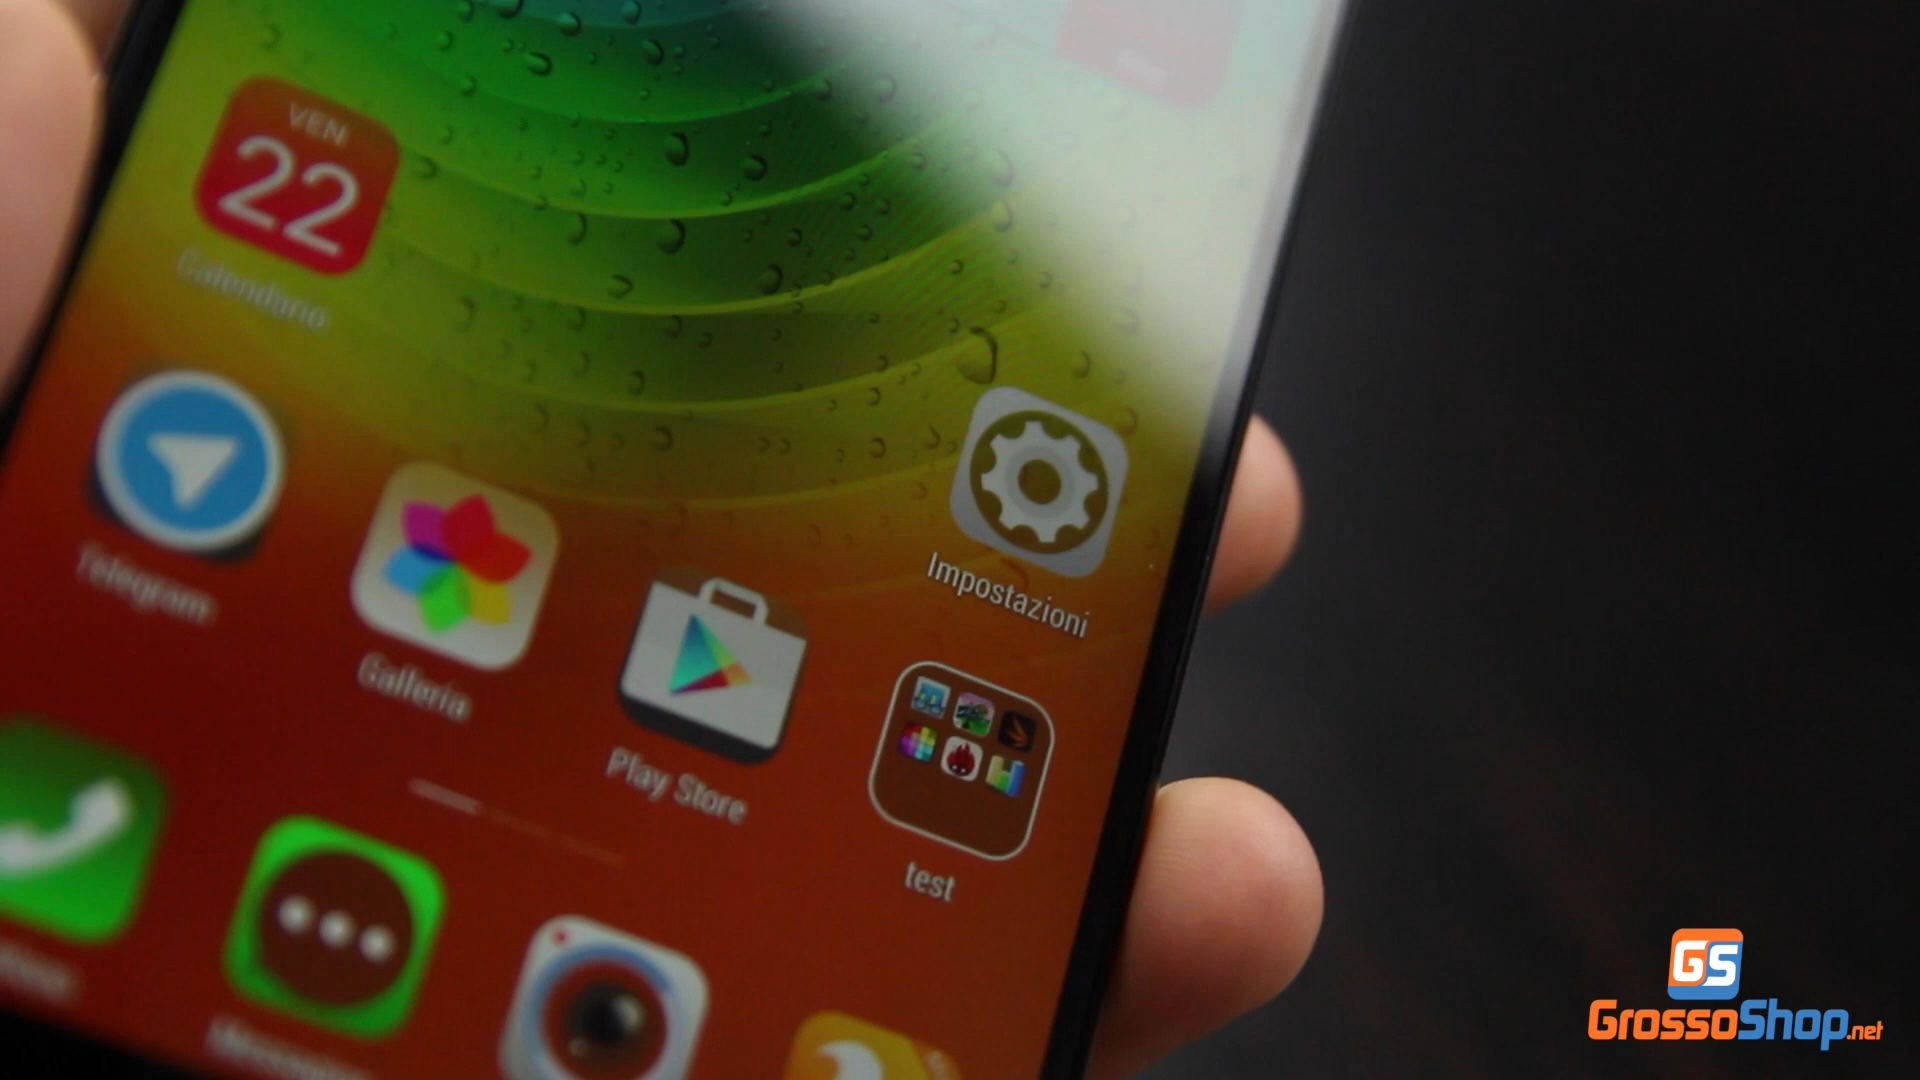 VEN
22
Calendario
Telegram
Galleria
Play Store
Impostazioni
test
GS
GrossoShop.net